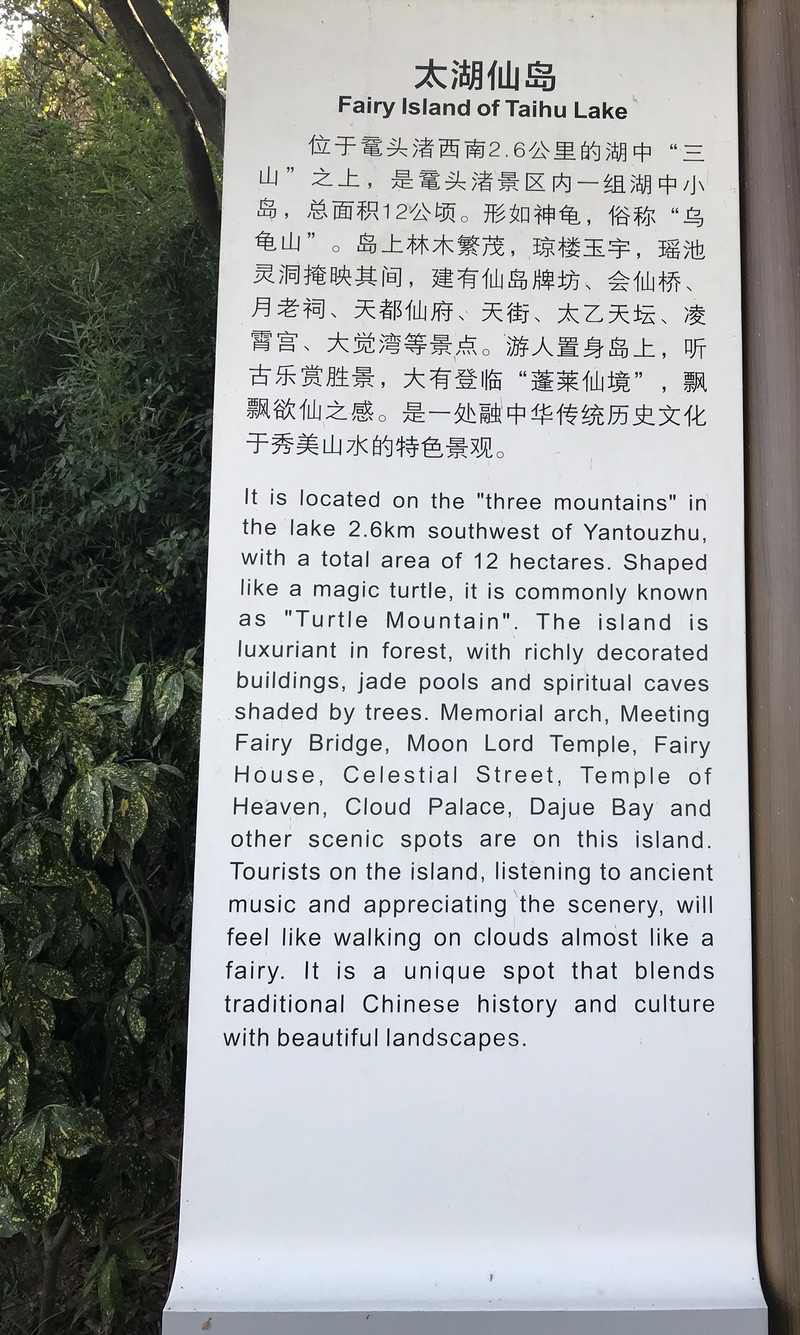 太湖仙岛
Fairy Island of Taihu Lake
位于鼋头渚西南2.6公里的湖中“三
山”之上，是鼋头渚景区内一组湖中小
岛，总面积12公顷。形如神龟，俗称“乌
龟山”。岛上林木繁茂，琼楼玉宇，瑶池
灵洞掩映其间，建有仙岛牌坊、会仙桥、
月老祠、天都仙府、天街、太乙天坛、凌
霄宫、大觉湾等景点。游人置身岛上，听
古乐赏胜景，大有登临“蓬莱仙境”，飘
飘欲仙之感。是一处融中华传统历史文化
于秀美山水的特色景观。
It is located on the "three mountains" in
the lake 2.6km southwest of Yantouzhu,
with a total area of 12 hectares. Shaped
like a magic turtle, it is commonly known
as "Turtle Mountain". The island is
luxuriant in forest, with richly decorated
buildings, jade pools and spiritual caves
shaded by trees. Memorial arch, Meeting
Fairy Bridge, Moon Lord Temple, Fairy
House, Celestial Street, Temple of
Heaven, Cloud Palace, Dajue Bay and
other scenic spots are on this island.
Tourists on the island, listening to ancient
music and appreciating the scenery, will
feel like walking on clouds almost like a
fairy. It is a unique spot that blends
traditional Chinese history and culture
with beautiful landscapes.